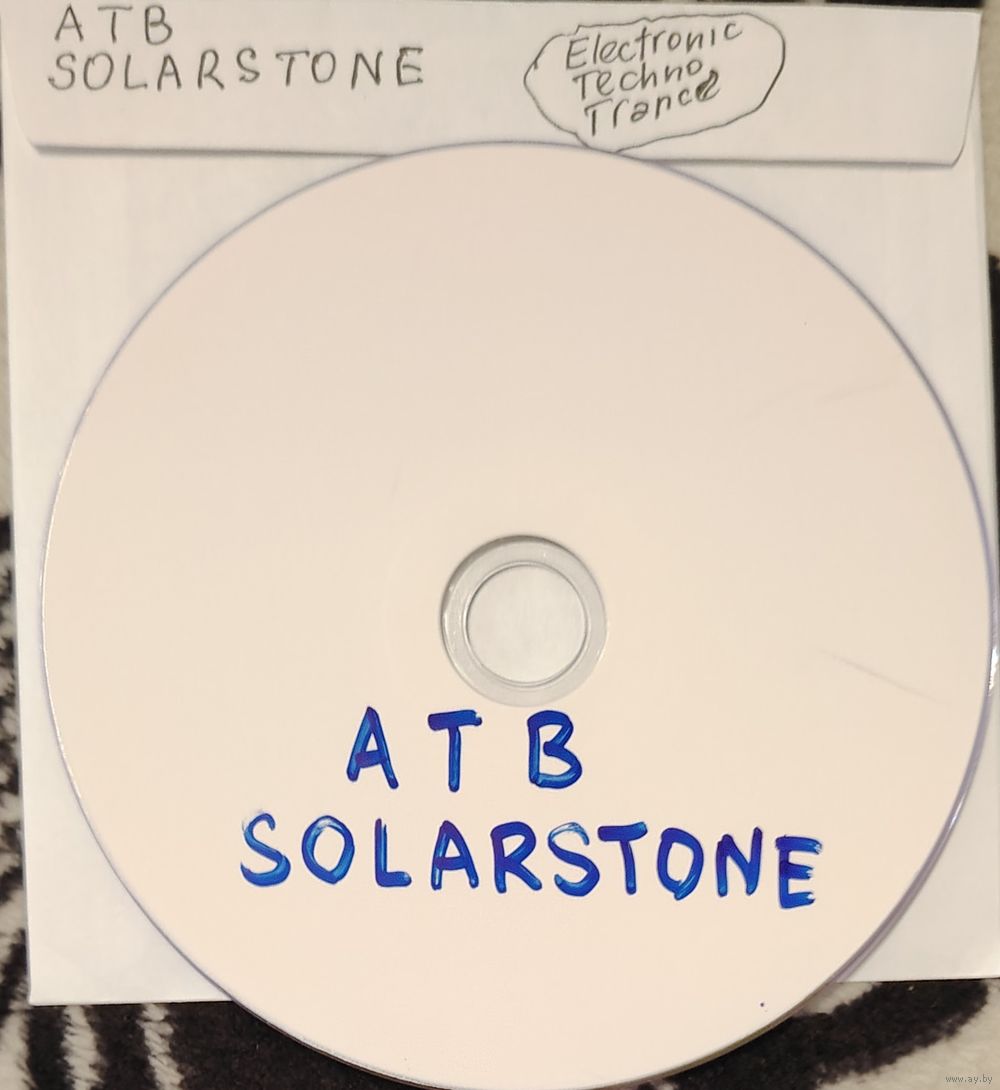 ATB
SOLARSTONE
Electronic
Techno
Trance
ATB
SOLARSTONE
www.ay.by